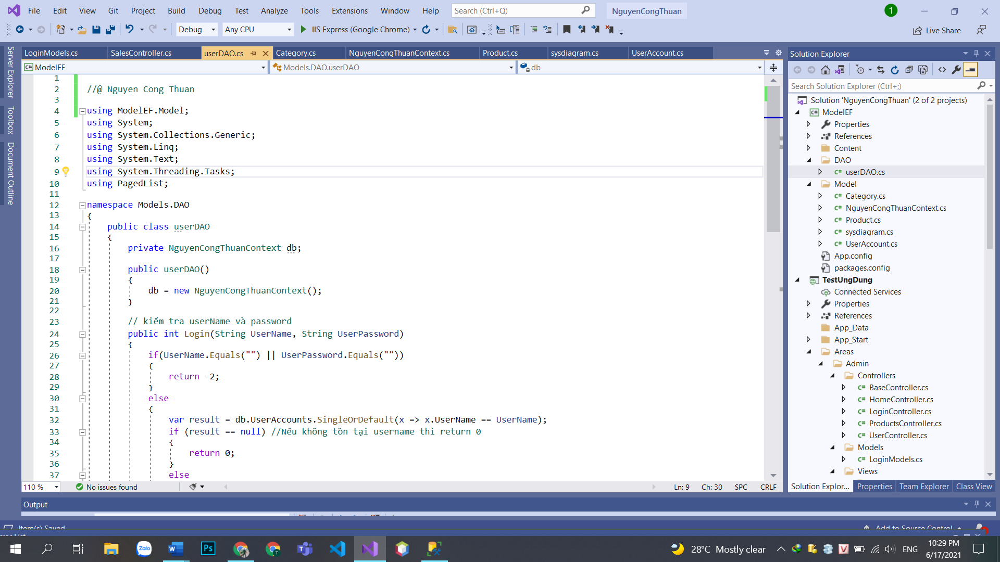 File Edit View Git Project Build Debug Test Analyze Tools Extensions Window Help Search (Ctrl+Q) NguyenCongThuan 1
Debug Any CPU IIS Express (Google Chrome) Live Share
Server Explorer
Toolbox
Document Outline
LoginModels.cs SalesController.cs userDAO.cs Category.cs NguyenCongThuanContext.cs Product.cs sysdiagram.cs UserAccount.cs
C# ModelEF Models.DAO.userDAO db
1
2 //@ Nguyen Cong Thuan
3
4 using ModelEF.Model;
5 using System;
6 using System.Collections.Generic;
7 using System.Linq;
8 using System.Text;
9 using System.Threading.Tasks;
10 using PagedList;
11
12 namespace Models.DAO
13 {
14 public class userDAO
15 {
16 private NguyenCongThuanContext db;
17
18 public userDAO()
19 {
20 db = new NguyenCongThuanContext();
21 }
22
23 // kiểm tra userName và password
24 public int Login(String UserName, String UserPassword)
25 {
26 if(UserName.Equals("") || UserPassword.Equals(""))
27 {
28 return -2;
29 }
30 else
31 {
32 var result = db.UserAccounts.SingleOrDefault(x => x.UserName == UserName);
33 if (result == null) //Nếu không tồn tại username thì return 0
34 {
35 return 0;
36 }
37 else
110 % No issues found Ln: 9 Ch: 30 SPC CRLF
Solution Explorer
Search Solution Explorer (Ctrl+;)
Solution 'NguyenCongThuan' (2 of 2 projects)
C# ModelEF
Properties
References
Content
DAO
C# userDAO.cs
Model
C# Category.cs
C# NguyenCongThuanContext.cs
C# Product.cs
C# sysdiagram.cs
C# UserAccount.cs
App.config
packages.config
TestUngDung
Connected Services
Properties
References
App_Data
App_Start
Areas
Admin
Controllers
C# BaseController.cs
C# HomeController.cs
C# LoginController.cs
C# ProductsController.cs
C# UserController.cs
Models
C# LoginModels.cs
Views
Solution Explor... Properties Team Explorer Class View
Output
Item(s) Saved Add to Source Control
Zalo W Ps T V 28°C Mostly clear ENG 10:29 PM
6/17/2021